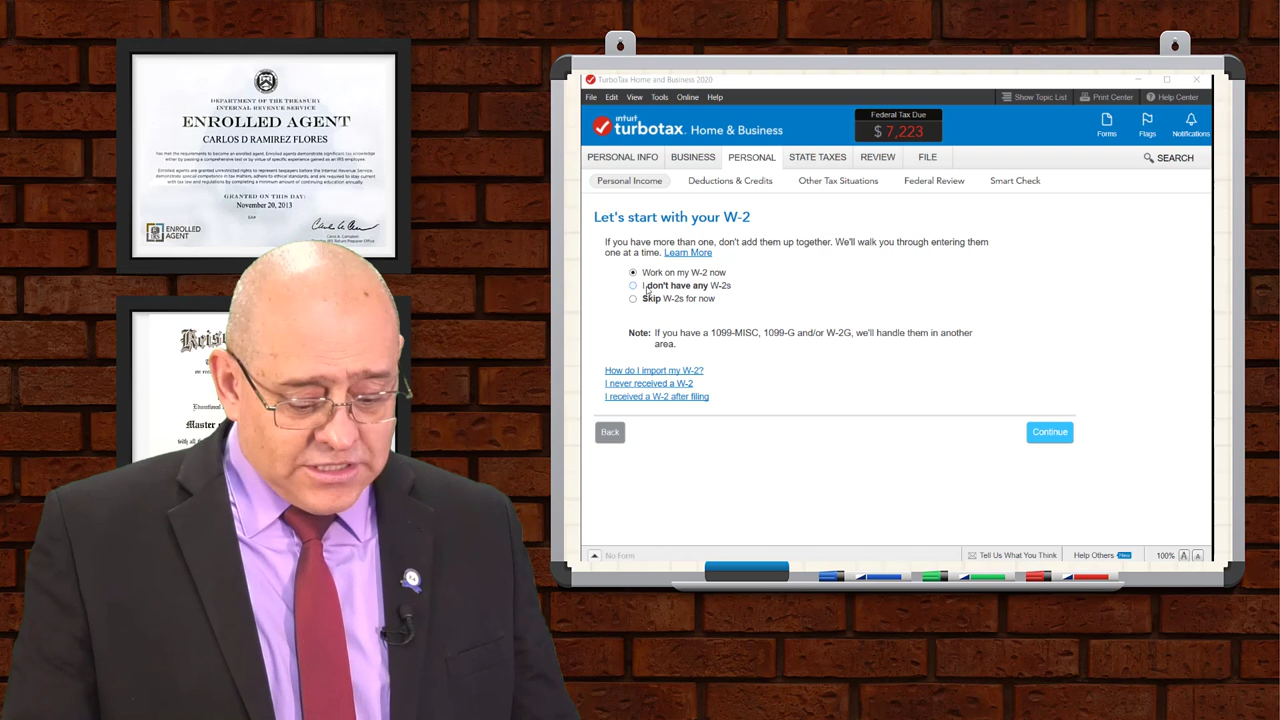 DEPARTMENT OF THE TREASURY
INTERNAL REVENUE SERVICE
ENROLLED AGENT
CARLOS D RAMIREZ FLORES
GRANTED ON THIS DAY:
November 20, 2013
IRS
ENROLLED
AGENT
Master
TurboTax Home and Business 2020
File Edit View Tools Online Help
Show Topic List Print Center Help Center
intuit
turbotax. Home & Business
Federal Tax Due
$ 7,223
Forms Flags Notifications
PERSONAL INFO BUSINESS PERSONAL STATE TAXES REVIEW FILE SEARCH
Personal Income Deductions & Credits Other Tax Situations Federal Review Smart Check
Let's start with your W-2
If you have more than one, don't add them up together. We'll walk you through entering them
one at a time. Learn More
Work on my W-2 now
I don't have any W-2s
Skip W-2s for now
Note: If you have a 1099-MISC, 1099-G and/or W-2G, we'll handle them in another
area.
How do I import my W-2?
I never received a W-2
I received a W-2 after filing
Back Continue
No Form Tell Us What You Think Help Others New 100% A A